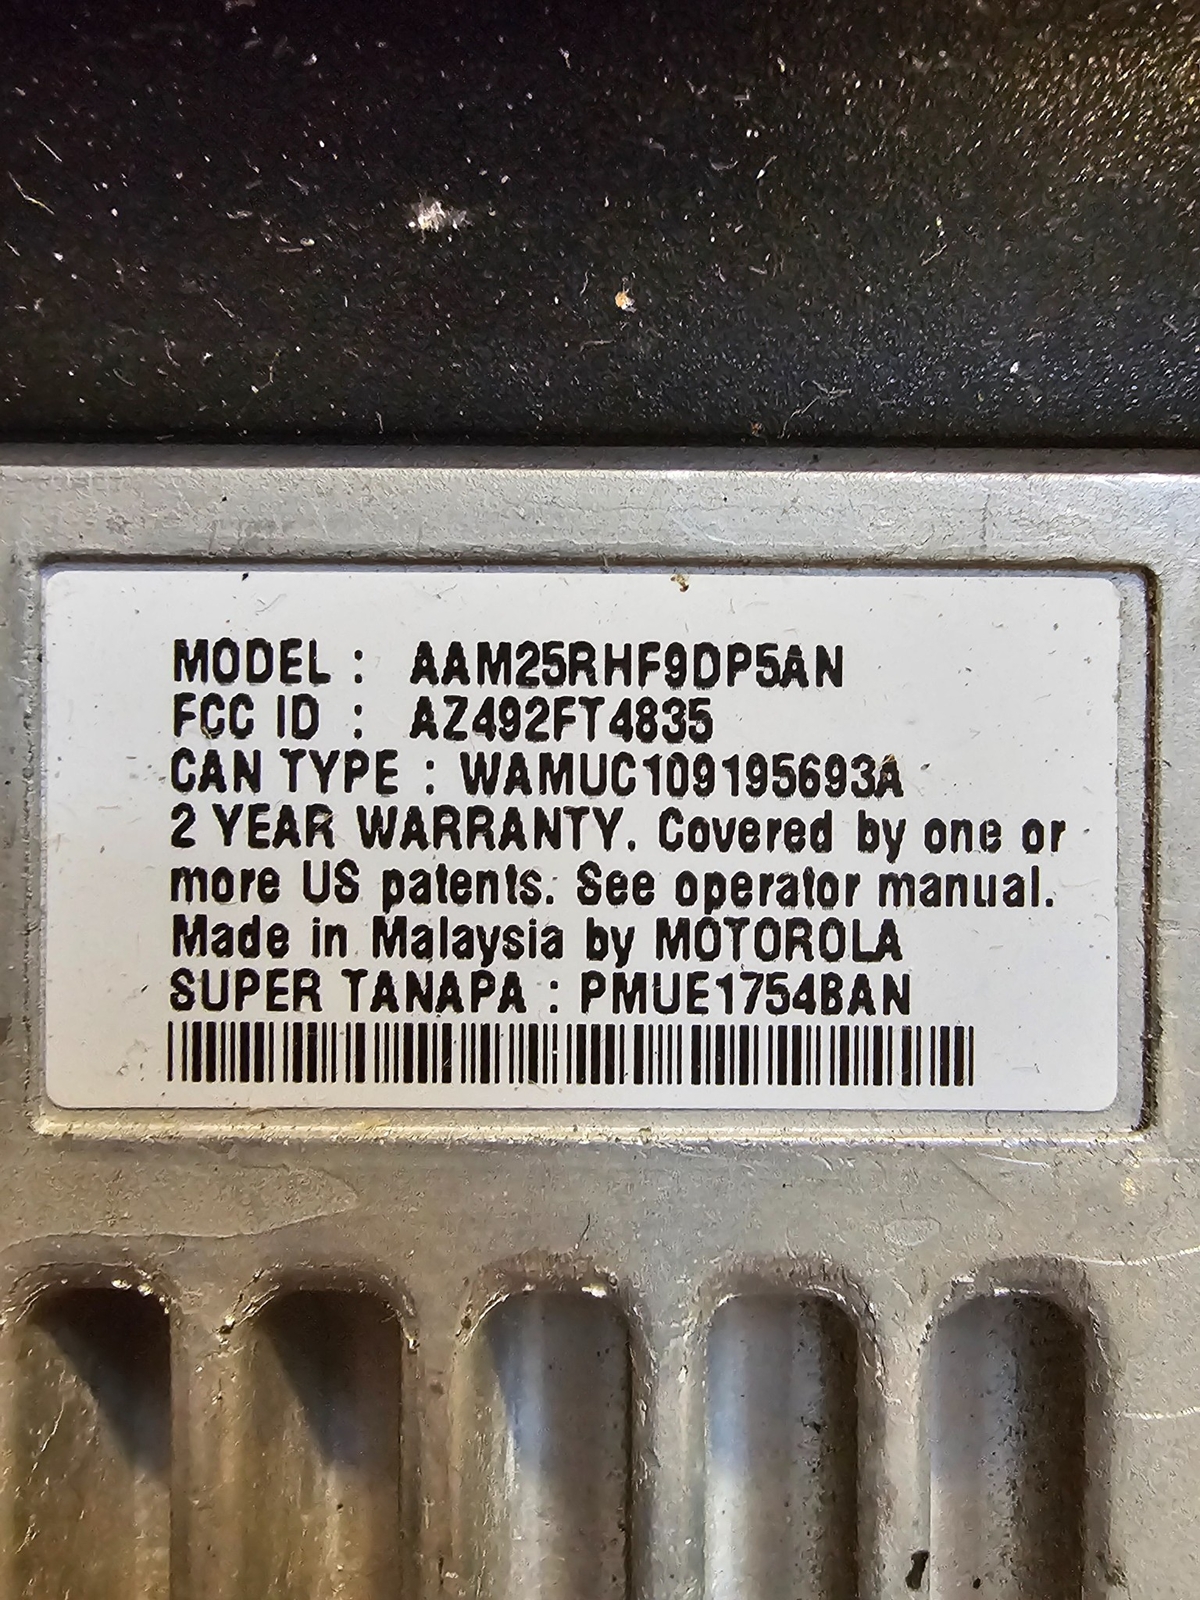 MODEL : AAM25RHF9DP5AN
FCC ID : AZ492FT4835
CAN TYPE : WAMUC109195693A
2 YEAR WARRANTY. Covered by one or
more US patents. See operator manual.
Made in Malaysia by MOTOROLA
SUPER TANAPA : PMUE1754BAN